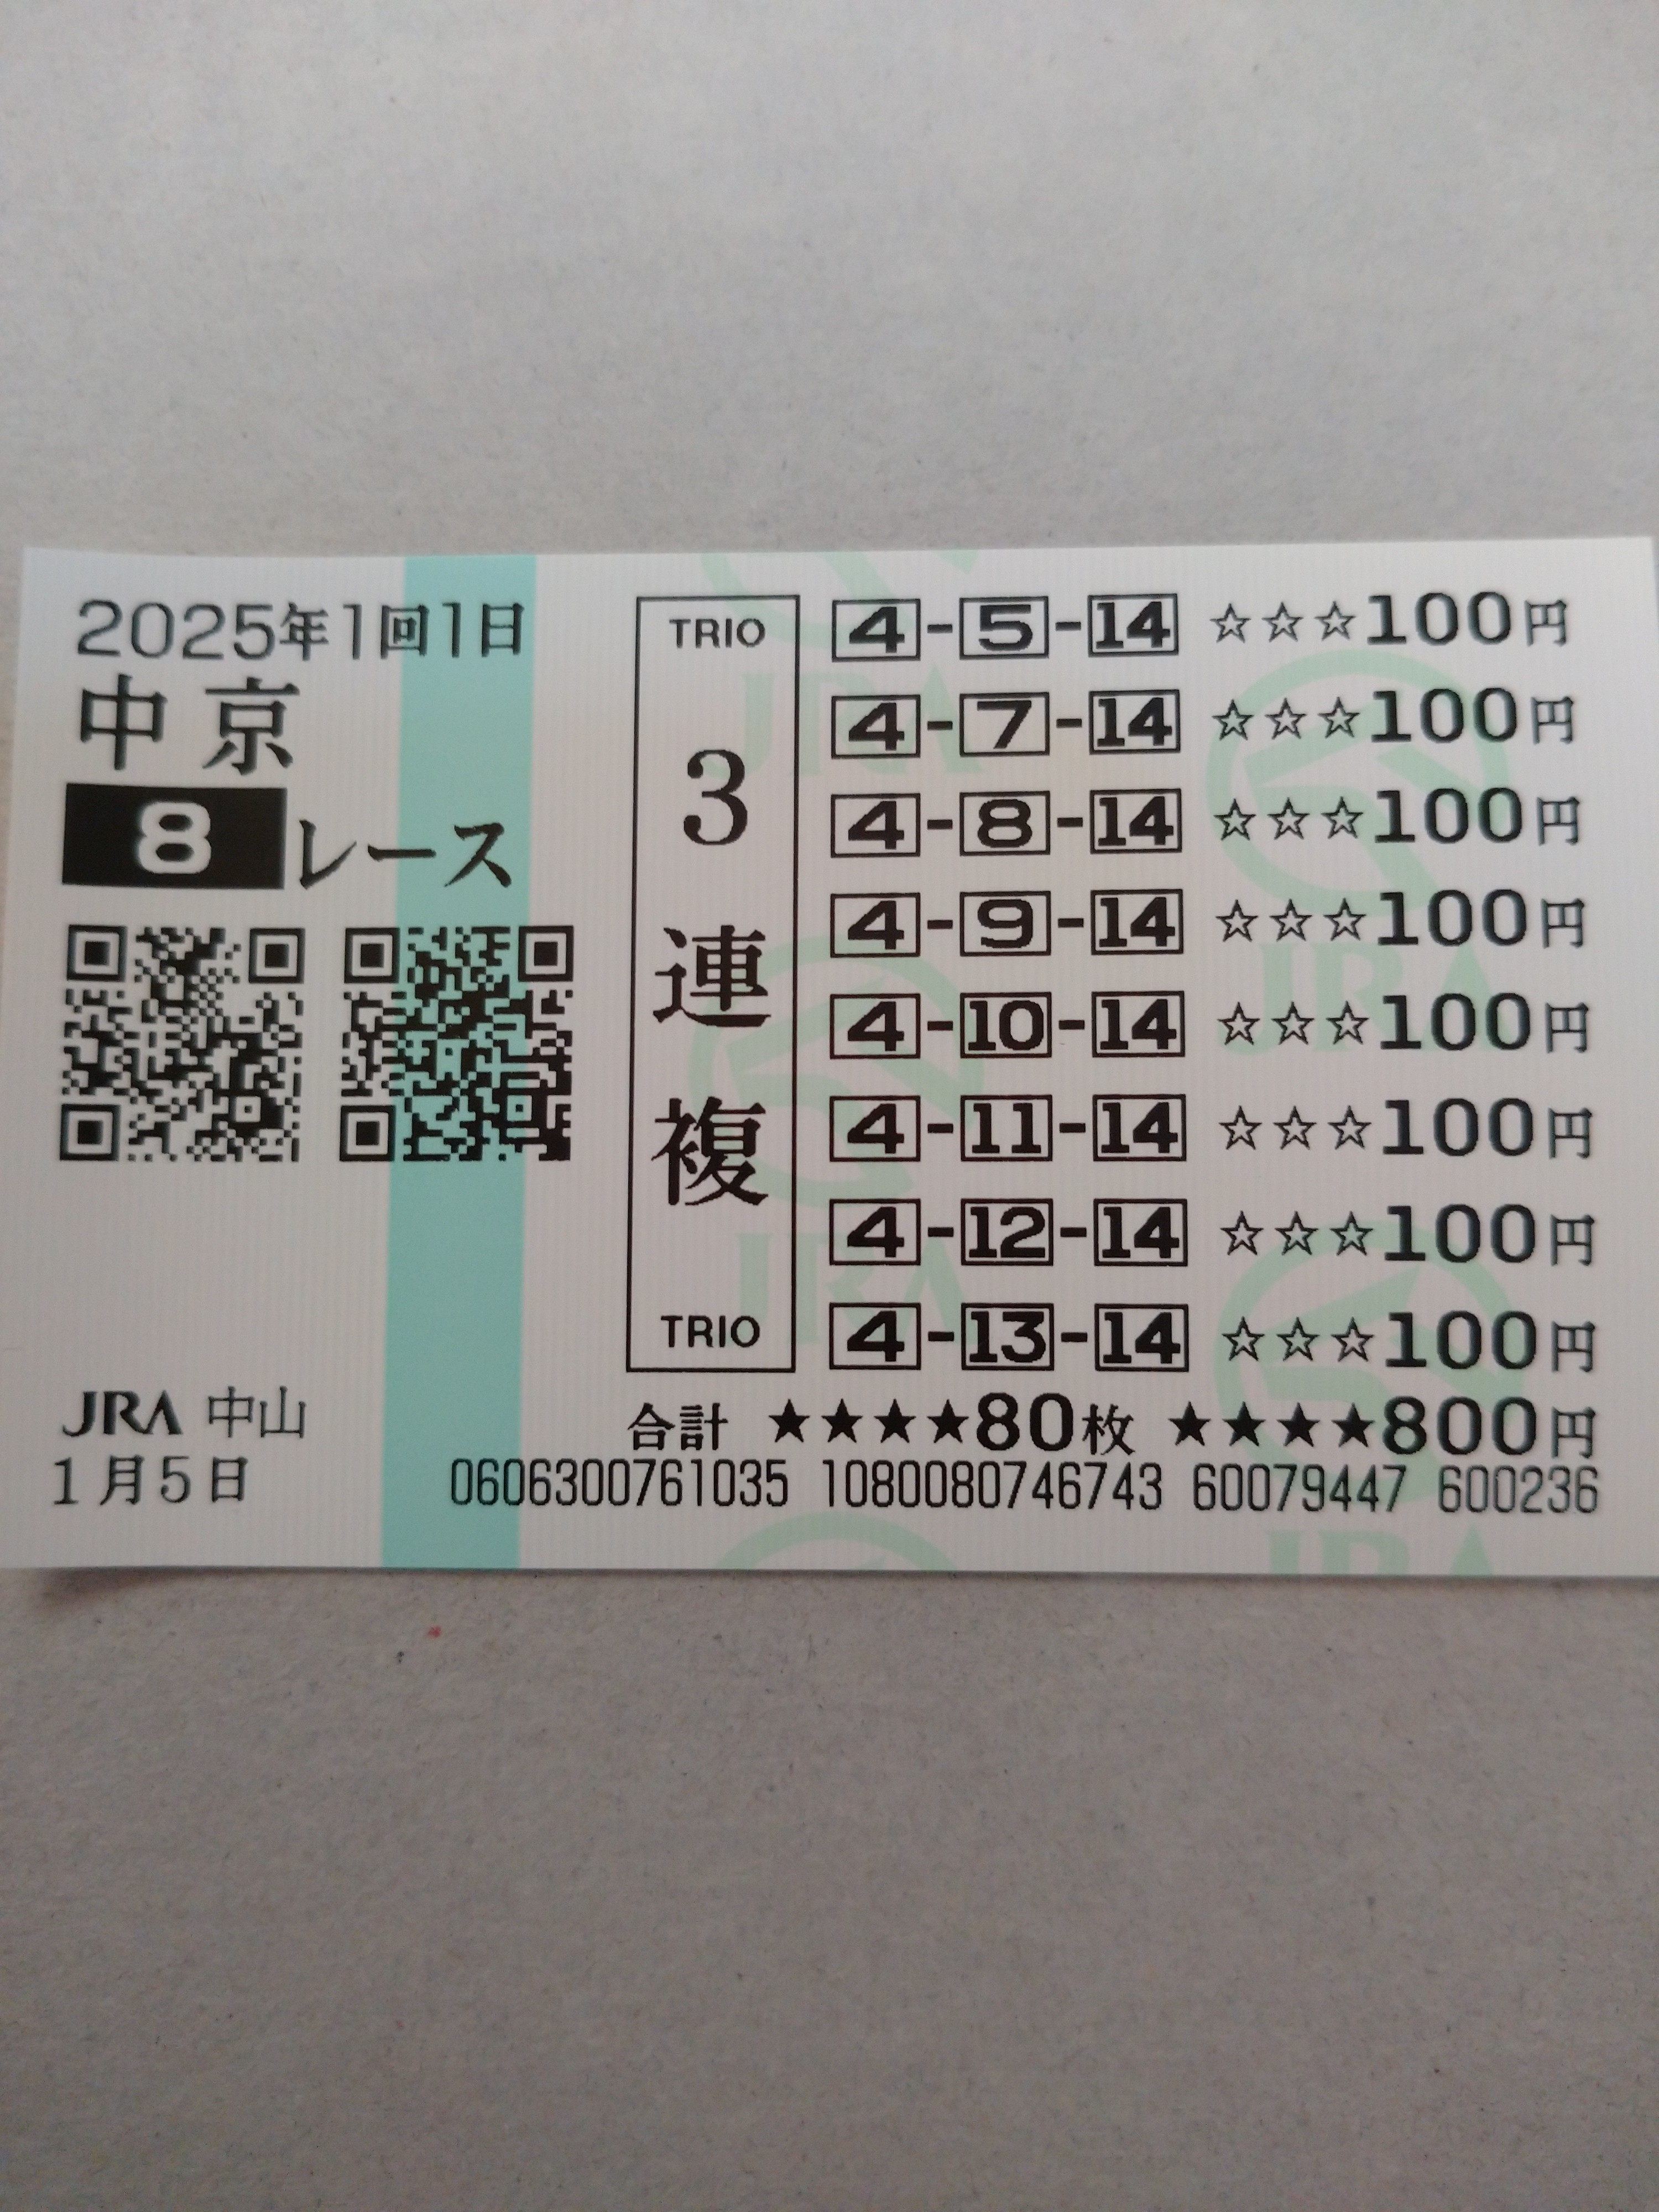 2025年1回1日
中京
8レース
TRIO
3連複
TRIO
4-5-14 ☆☆☆100円
4-7-14 ☆☆☆100円
4-8-14 ☆☆☆100円
4-9-14 ☆☆☆100円
4-10-14 ☆☆☆100円
4-11-14 ☆☆☆100円
4-12-14 ☆☆☆100円
4-13-14 ☆☆☆100円
合計 ★★★★80枚 ★★★★800円
JRA 中山
1月5日
0606300761035 1080080746743 60079447 600236